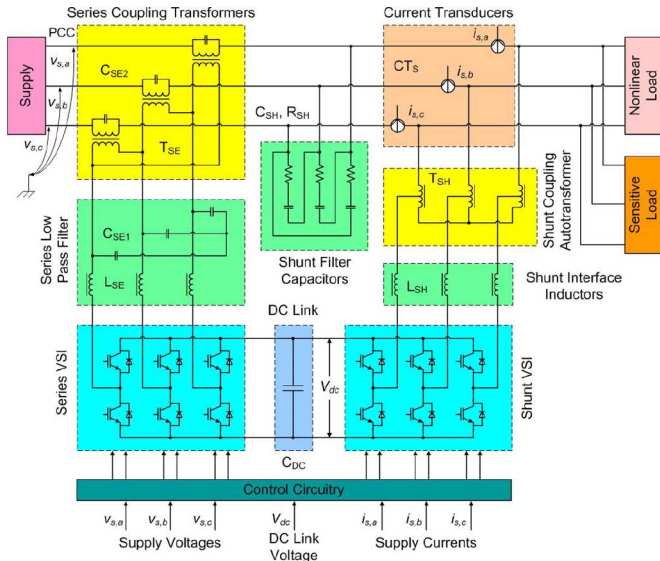 Series Coupling Transformers
Current Transducers
PCC
Supply
v_s,a
v_s,b
v_s,c
C_SE2
T_SE
C_SH, R_SH
CT_S
i_s,a
i_s,b
i_s,c
Nonlinear
Load
Sensitive
Load
Series Low
Pass Filter
C_SE1
L_SE
Shunt Filter
Capacitors
T_SH
Shunt Coupling
Autotransformer
L_SH
Shunt Interface
Inductors
DC Link
Series VSI
V_dc
Shunt VSI
C_DC
Control Circuitry
v_s,a
v_s,b
v_s,c
V_dc
i_s,a
i_s,b
i_s,c
Supply Voltages
DC Link
Voltage
Supply Currents